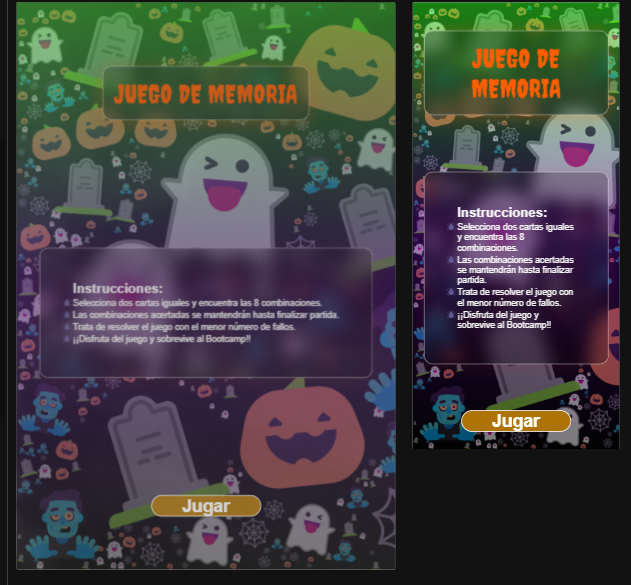 JUEGO DE MEMORIA
Instrucciones:
Selecciona dos cartas iguales y encuentra las 8 combinaciones.
Las combinaciones acertadas se mantendrán hasta finalizar partida.
Trata de resolver el juego con el menor número de fallos.
¡¡Disfruta del juego y sobrevive al Bootcamp!!
Jugar
JUEGO DE
MEMORIA
Instrucciones:
Selecciona dos cartas iguales
y encuentra las 8
combinaciones.
Las combinaciones acertadas
se mantendrán hasta finalizar
partida.
Trata de resolver el juego con
el menor número de fallos.
¡¡Disfruta del juego y
sobrevive al Bootcamp!!
Jugar